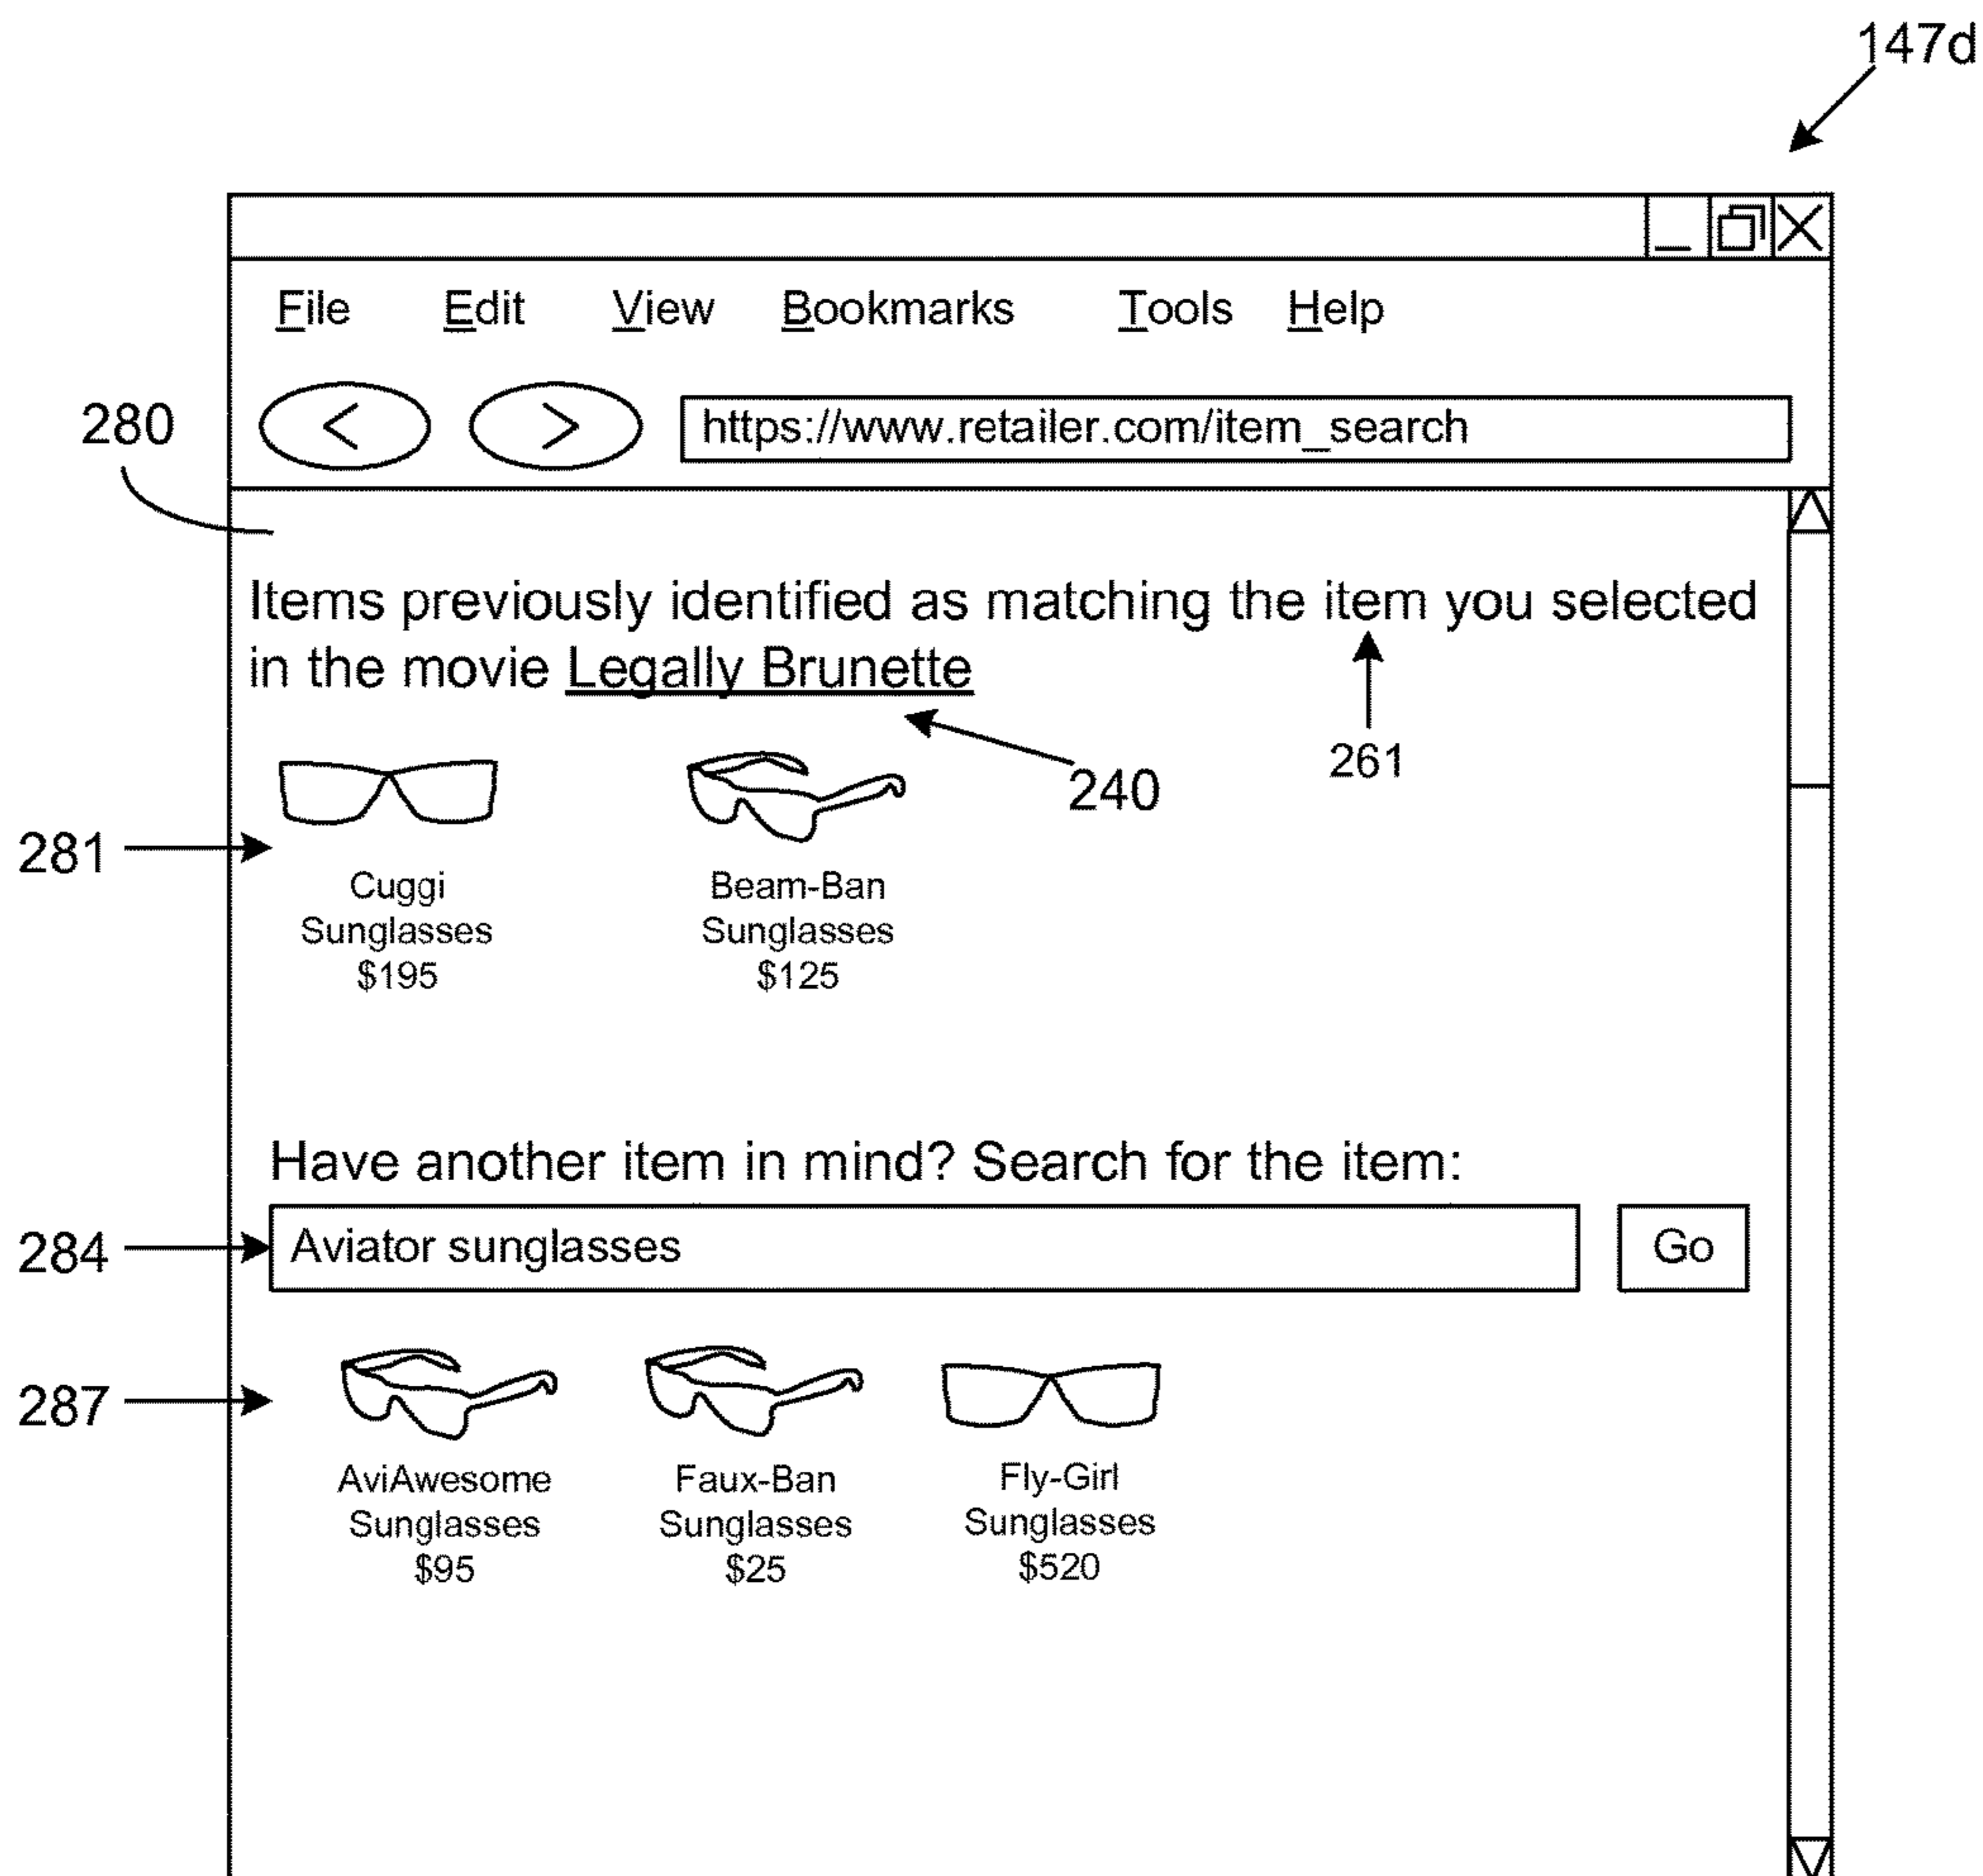 147d
File Edit View Bookmarks Tools Help
280
< >
https://www.retailer.com/item_search
Items previously identified as matching the item you selected
in the movie Legally Brunette
261
240
281
Cuggi
Sunglasses
$195
Beam-Ban
Sunglasses
$125
Have another item in mind? Search for the item:
284
Aviator sunglasses
Go
287
AviAwesome
Sunglasses
$95
Faux-Ban
Sunglasses
$25
Fly-Girl
Sunglasses
$520